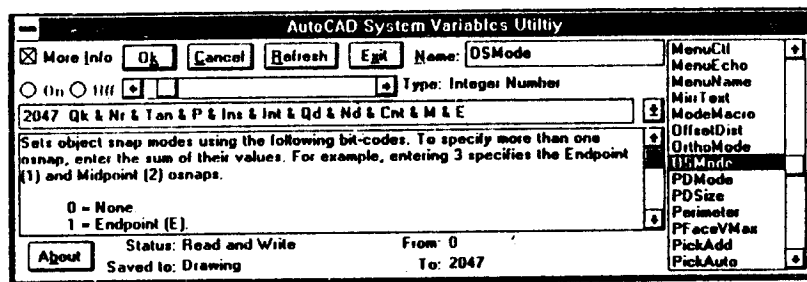 AutoCAD System Variables Utiltiy
More Info Ok Cancel Refresh Exit Name: OSMode
On Off Type: Integer Number
2047 Qk & Nr & Tan & P & Ins & Int & Qd & Nd & Cnt & M & E
Sets object snap modes using the following bit-codes. To specify more than one
osnap, enter the sum of their values. For example, entering 3 specifies the Endpoint
(1) and Midpoint (2) osnaps.
0 = None
1 = Endpoint (E).
About
Status: Read and Write From: 0
Saved to: Drawing To: 2047
MenuCtl
MenuEcho
MenuName
MirrText
ModeMacro
OffsetDist
OrthoMode
OSMode
PDMode
PDSize
Perimeter
PFaceVMax
PickAdd
PickAuto